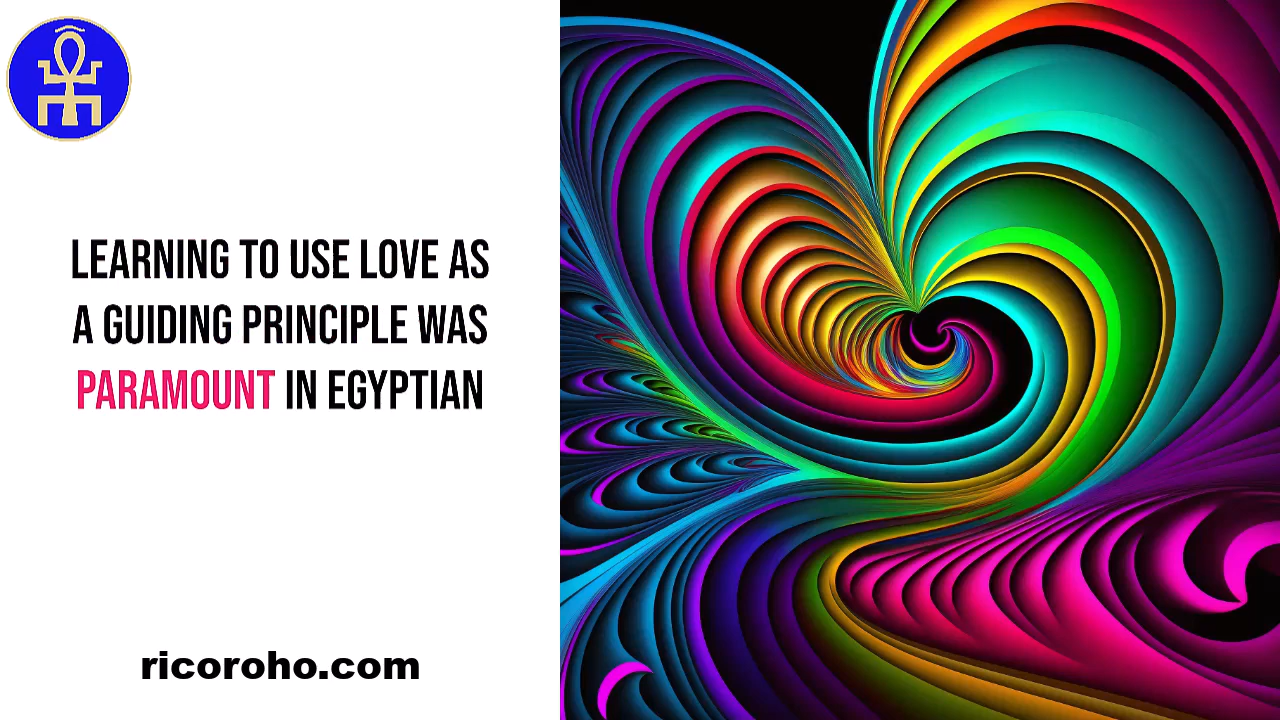 LEARNING TO USE LOVE AS
A GUIDING PRINCIPLE WAS
PARAMOUNT IN EGYPTIAN
ricoroho.com